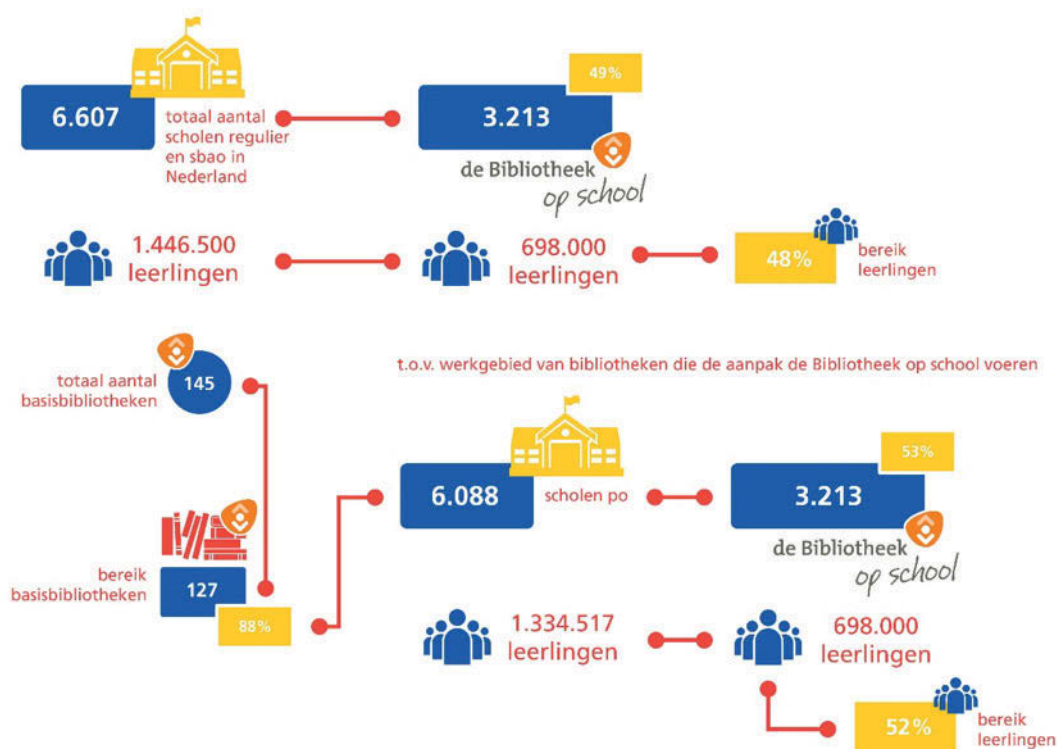 49%
6.607
3.213
totaal aantal
scholen regulier
en sbao in
Nederland
de Bibliotheek
op school
1.446.500
leerlingen
698.000
leerlingen
48%
bereik
leerlingen
totaal aantal
basisbibliotheken
145
t.o.v. werkgebied van bibliotheken die de aanpak de Bibliotheek op school voeren
53%
6.088
scholen po
3.213
de Bibliotheek
op school
bereik
basisbibliotheken
127
88%
1.334.517
leerlingen
698.000
leerlingen
52%
bereik
leerlingen